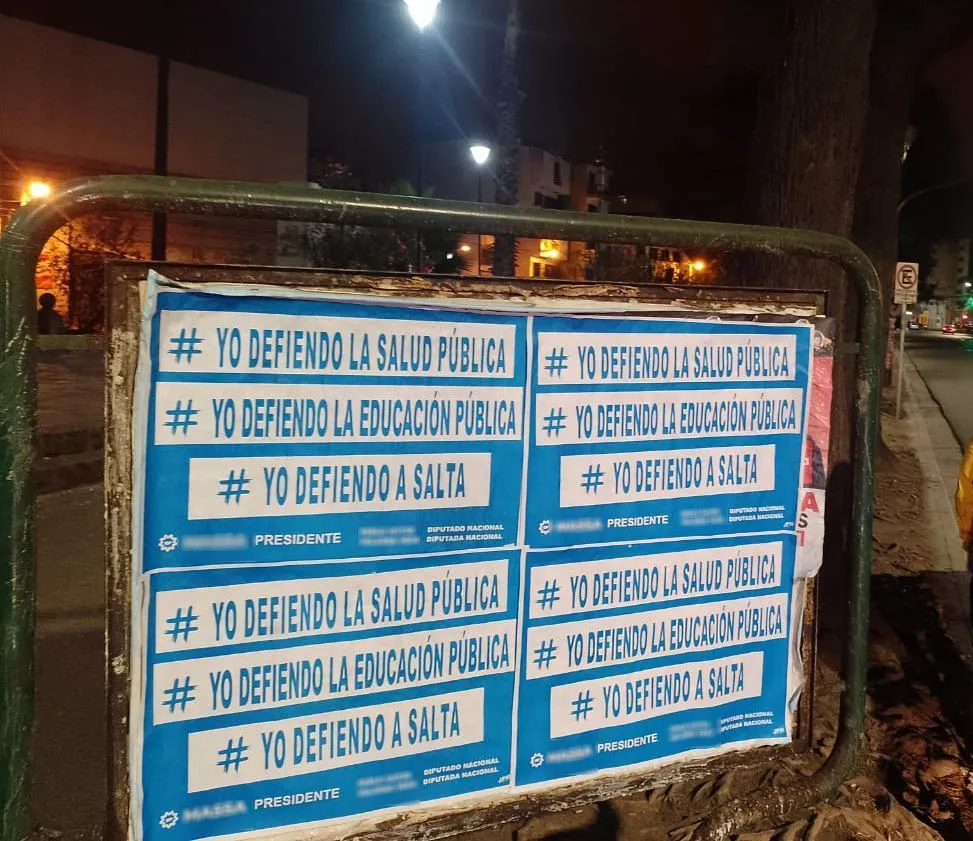 # YO DEFIENDO LA SALUD PÚBLICA
# YO DEFIENDO LA EDUCACIÓN PÚBLICA
# YO DEFIENDO A SALTA
PRESIDENTE
DIPUTADO NACIONAL
DIPUTADA NACIONAL
# YO DEFIENDO LA SALUD PÚBLICA
# YO DEFIENDO LA EDUCACIÓN PÚBLICA
# YO DEFIENDO A SALTA
PRESIDENTE
DIPUTADO NACIONAL
DIPUTADA NACIONAL
# YO DEFIENDO LA SALUD PÚBLICA
# YO DEFIENDO LA EDUCACIÓN PÚBLICA
# YO DEFIENDO A SALTA
MASSA PRESIDENTE
DIPUTADO NACIONAL
DIPUTADA NACIONAL
# YO DEFIENDO LA SALUD PÚBLICA
# YO DEFIENDO LA EDUCACIÓN PÚBLICA
# YO DEFIENDO A SALTA
PRESIDENTE
DIPUTADO NACIONAL
DIPUTADA NACIONAL
E
A
S